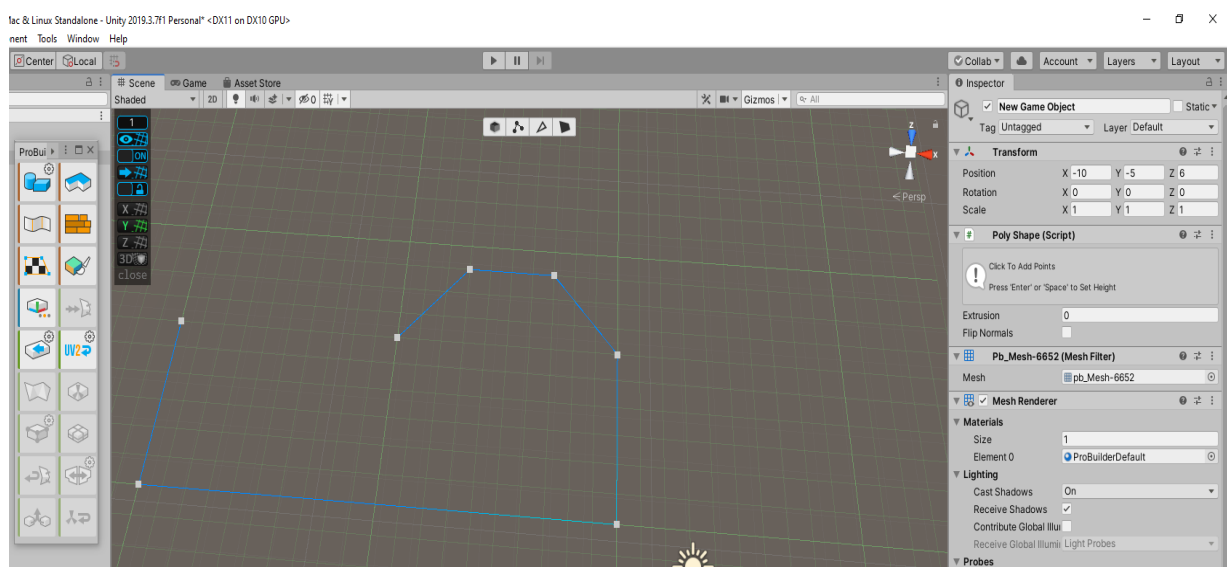 Mac & Linux Standalone - Unity 2019.3.7f1 Personal* <DX11 on DX10 GPU>
nent Tools Window Help
Center Local Collab Account Layers Layout
Scene Game Asset Store Inspector
Shaded 2D 0 Gizmos All
New Game Object Static
Tag Untagged Layer Default
1
ON
X
Y
Z
3D
close
z
x
Persp
ProBui
UV2
Transform
Position X -10 Y -5 Z 6
Rotation X 0 Y 0 Z 0
Scale X 1 Y 1 Z 1
Poly Shape (Script)
Click To Add Points
Press 'Enter' or 'Space' to Set Height
Extrusion 0
Flip Normals
Pb_Mesh-6652 (Mesh Filter)
Mesh pb_Mesh-6652
Mesh Renderer
Materials
Size 1
Element 0 ProBuilderDefault
Lighting
Cast Shadows On
Receive Shadows
Contribute Global Illu
Receive Global Illumi Light Probes
Probes